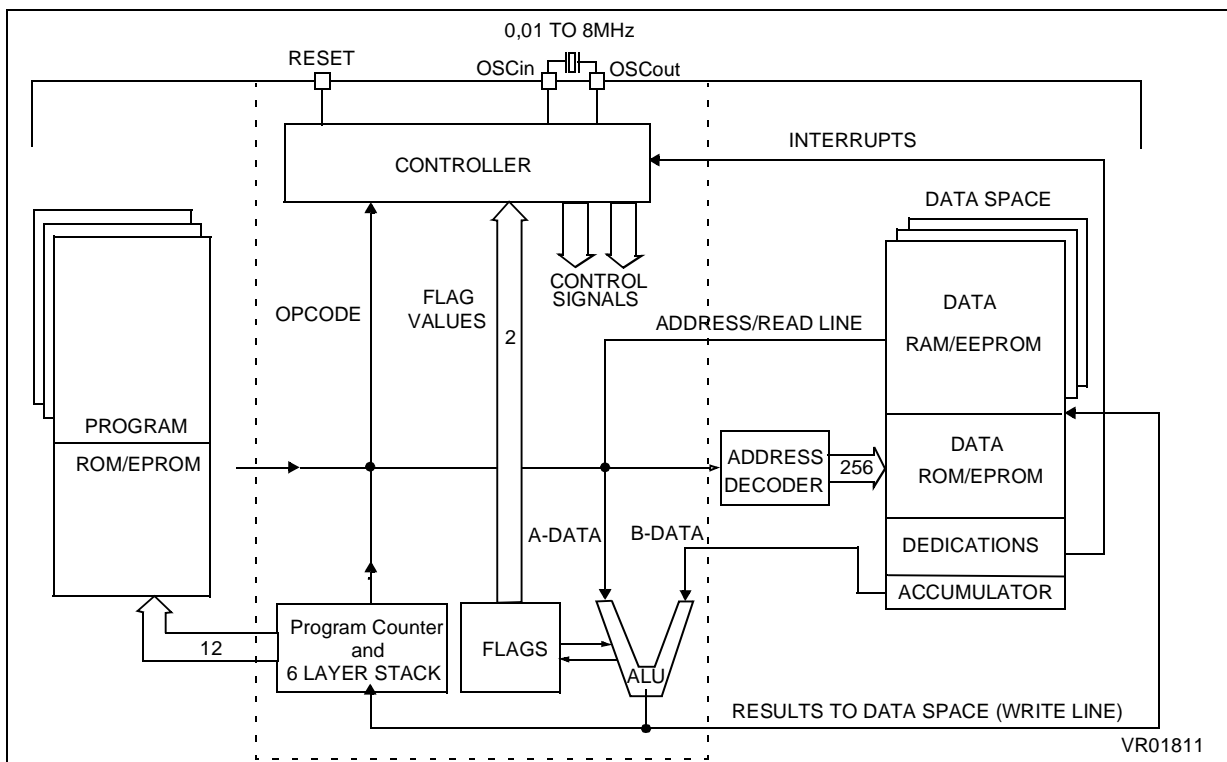 0,01 TO 8MHz
RESET
OSCin
OSCout
INTERRUPTS
CONTROLLER
DATA SPACE
CONTROL
SIGNALS
OPCODE
FLAG
VALUES
2
ADDRESS/READ LINE
DATA
RAM/EEPROM
PROGRAM
ROM/EPROM
ADDRESS
DECODER
256
DATA
ROM/EPROM
A-DATA
B-DATA
DEDICATIONS
ACCUMULATOR
12
Program Counter
and
6 LAYER STACK
FLAGS
ALU
RESULTS TO DATA SPACE (WRITE LINE)
VR01811